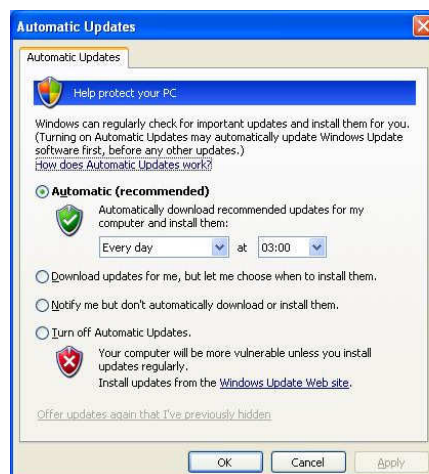 Automatic Updates
Automatic Updates
Help protect your PC
Windows can regularly check for important updates and install them for you.
(Turning on Automatic Updates may automatically update Windows Update
software first, before any other updates.)
How does Automatic Updates work?
Automatic (recommended)
Automatically download recommended updates for my
computer and install them:
Every day at 03:00
Download updates for me, but let me choose when to install them.
Notify me but don't automatically download or install them.
Turn off Automatic Updates.
Your computer will be more vulnerable unless you install
updates regularly.
Install updates from the Windows Update Web site.
Offer updates again that I've previously hidden
OK Cancel Apply